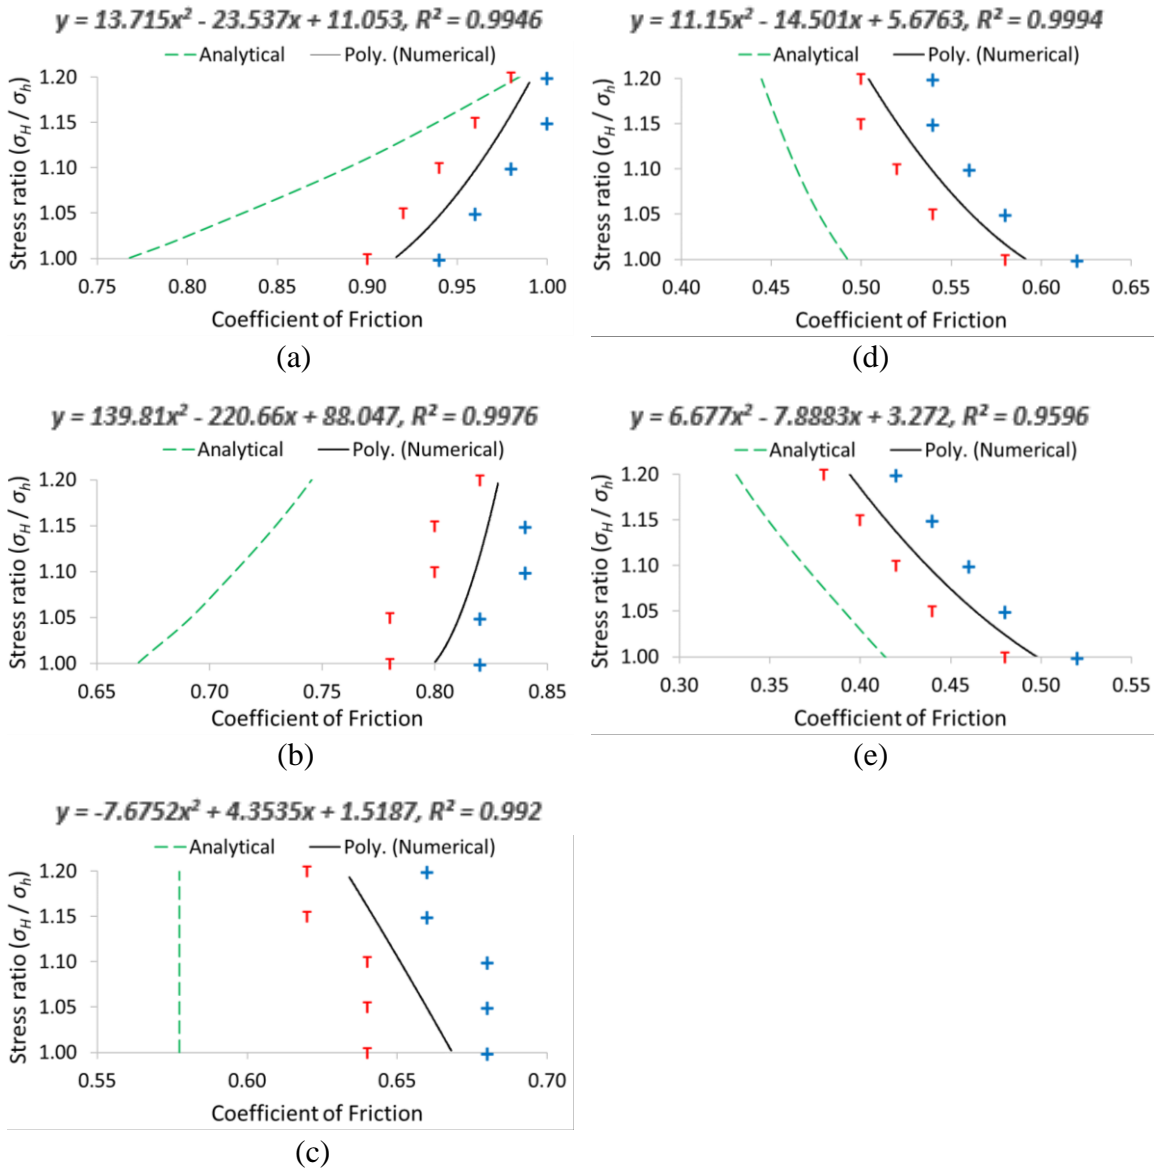 y = 13.715x² - 23.537x + 11.053, R² = 0.9946
Analytical Poly. (Numerical)
Stress ratio (σH / σh)
1.20
1.15
1.10
1.05
1.00
T T T T T
+ + + + +
0.75 0.80 0.85 0.90 0.95 1.00
Coefficient of Friction
(a)
y = 11.15x² - 14.501x + 5.6763, R² = 0.9994
Analytical Poly. (Numerical)
Stress ratio (σH / σh)
1.20
1.15
1.10
1.05
1.00
T T T T T
+ + + + +
0.40 0.45 0.50 0.55 0.60 0.65
Coefficient of Friction
(d)
y = 139.81x² - 220.66x + 88.047, R² = 0.9976
Analytical Poly. (Numerical)
Stress ratio (σH / σh)
1.20
1.15
1.10
1.05
1.00
T T T T T
+ + + +
0.65 0.70 0.75 0.80 0.85
Coefficient of Friction
(b)
y = 6.677x² - 7.8883x + 3.272, R² = 0.9596
Analytical Poly. (Numerical)
Stress ratio (σH / σh)
1.20
1.15
1.10
1.05
1.00
T T T T T
+ + + + +
0.30 0.35 0.40 0.45 0.50 0.55
Coefficient of Friction
(e)
y = -7.6752x² + 4.3535x + 1.5187, R² = 0.992
Analytical Poly. (Numerical)
Stress ratio (σH / σh)
1.20
1.15
1.10
1.05
1.00
T T T T T
+ + + + +
0.55 0.60 0.65 0.70
Coefficient of Friction
(c)